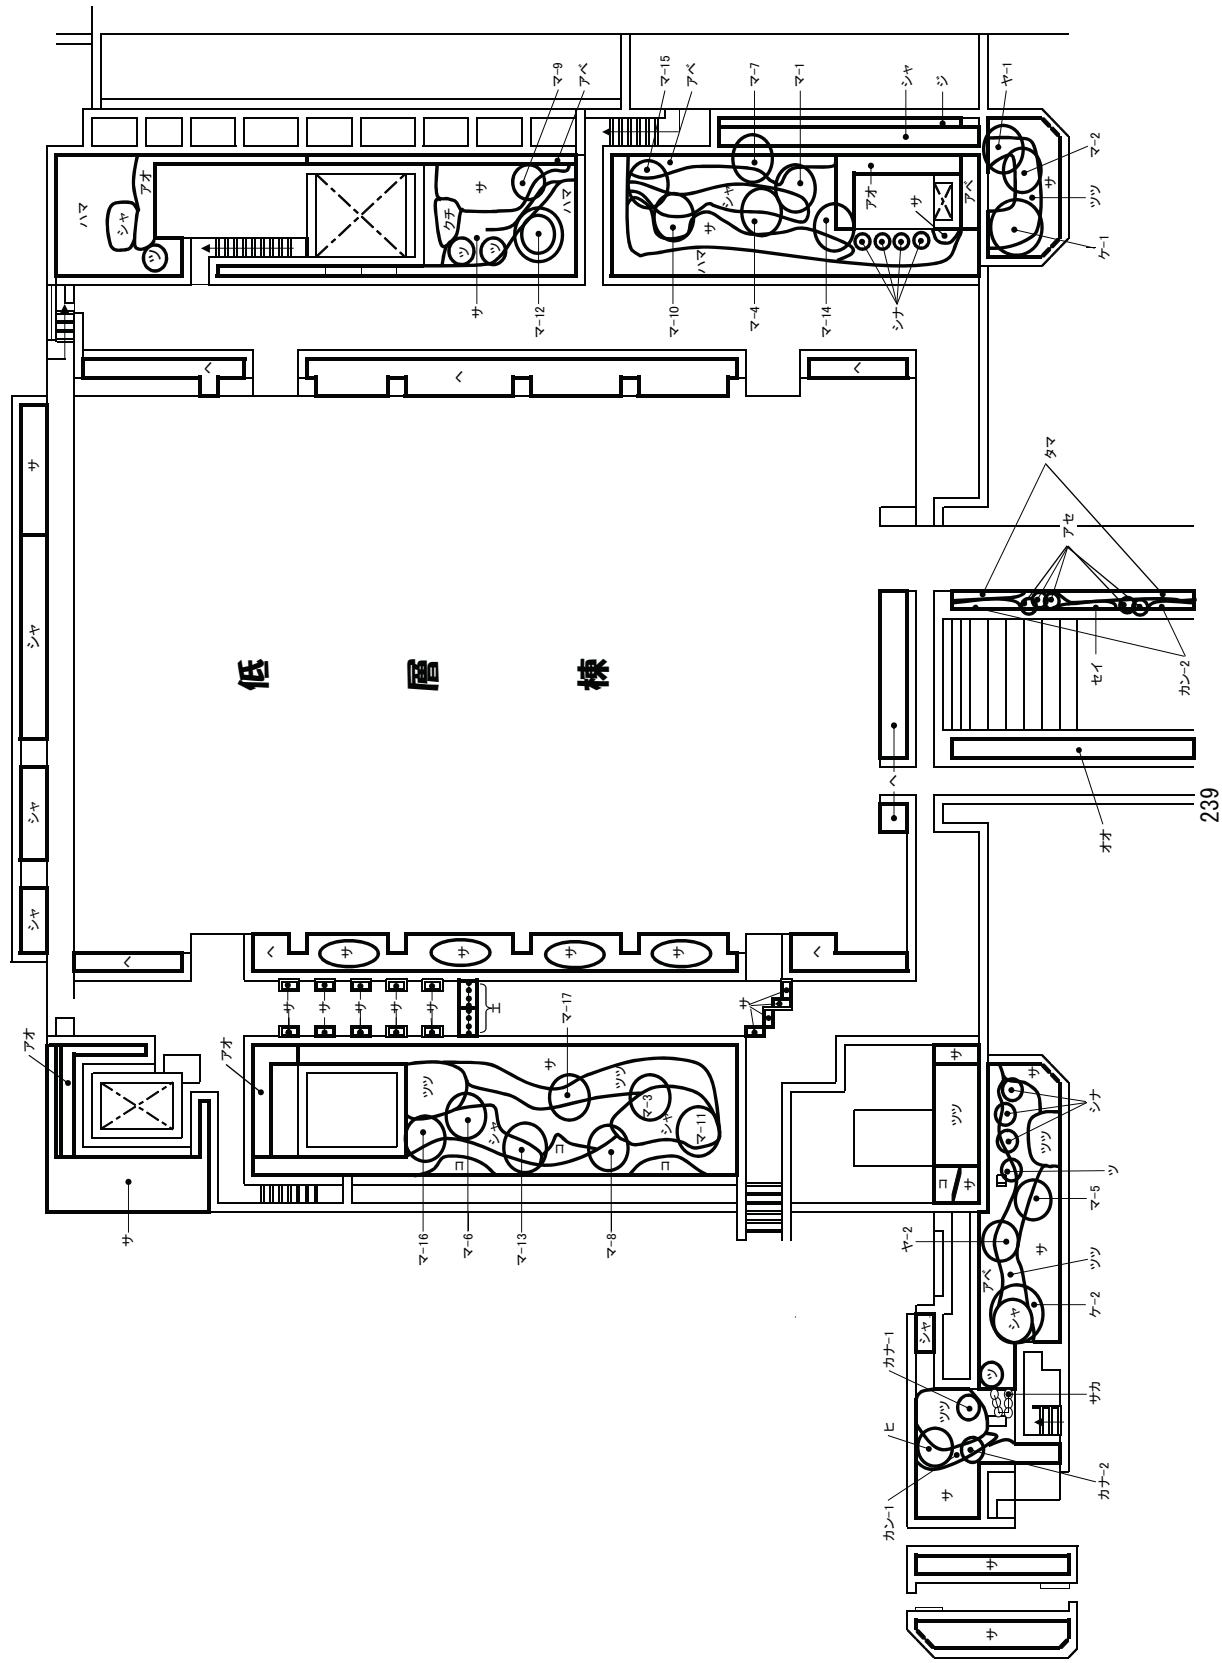 マ-9
アベ
マ-15
アベ
マ-7
マ-1
シャ
ジ
ヤ-1
マ-2
サ
ツツ
ケ-1
ハマ
シャ
アオ
ツ
クチ
サ
ハマ
ツ
ツ
サ
マ-12
シャ
サ
ハマ
アオ
サ
アベ
マ-10
マ-4
マ-14
シナ
ヘ
ヘ
ヘ
サ
シャ
シャ
シャ
低層棟
タマ
アセ
セイ
カン-2
ヘ
オオ
239
ヘ
サ
サ
サ
サ
ヘ
ヘ
サ
サ
サ
サ
サ
エ
サ
アオ
サ
アオ
マ-17
ツツ
サ
ツツ
マ-3
シャ
シャ
マ-11
コ
コ
コ
マ-16
マ-6
マ-13
マ-8
サ
ツツ
コ
サ
サ
シナ
ツツ
ツ
マ-5
ヤ-2
サ
ツツ
アベ
ケ-2
シャ
シャ
カナ-1
ツ
サカ
ツツ
ヒ
カナ-2
サ
カン-1
サ
サ